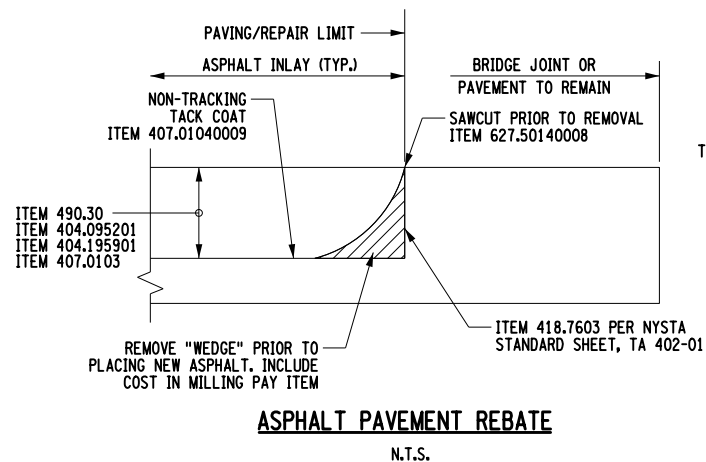 PAVING/REPAIR LIMIT
ASPHALT INLAY (TYP.)
BRIDGE JOINT OR
PAVEMENT TO REMAIN
NON-TRACKING
TACK COAT
ITEM 407.01040009
SAWCUT PRIOR TO REMOVAL
ITEM 627.50140008
T
ITEM 490.30
ITEM 404.095201
ITEM 404.195901
ITEM 407.0103
ITEM 418.7603 PER NYSTA
STANDARD SHEET, TA 402-01
REMOVE "WEDGE" PRIOR TO
PLACING NEW ASPHALT. INCLUDE
COST IN MILLING PAY ITEM
ASPHALT PAVEMENT REBATE
N.T.S.